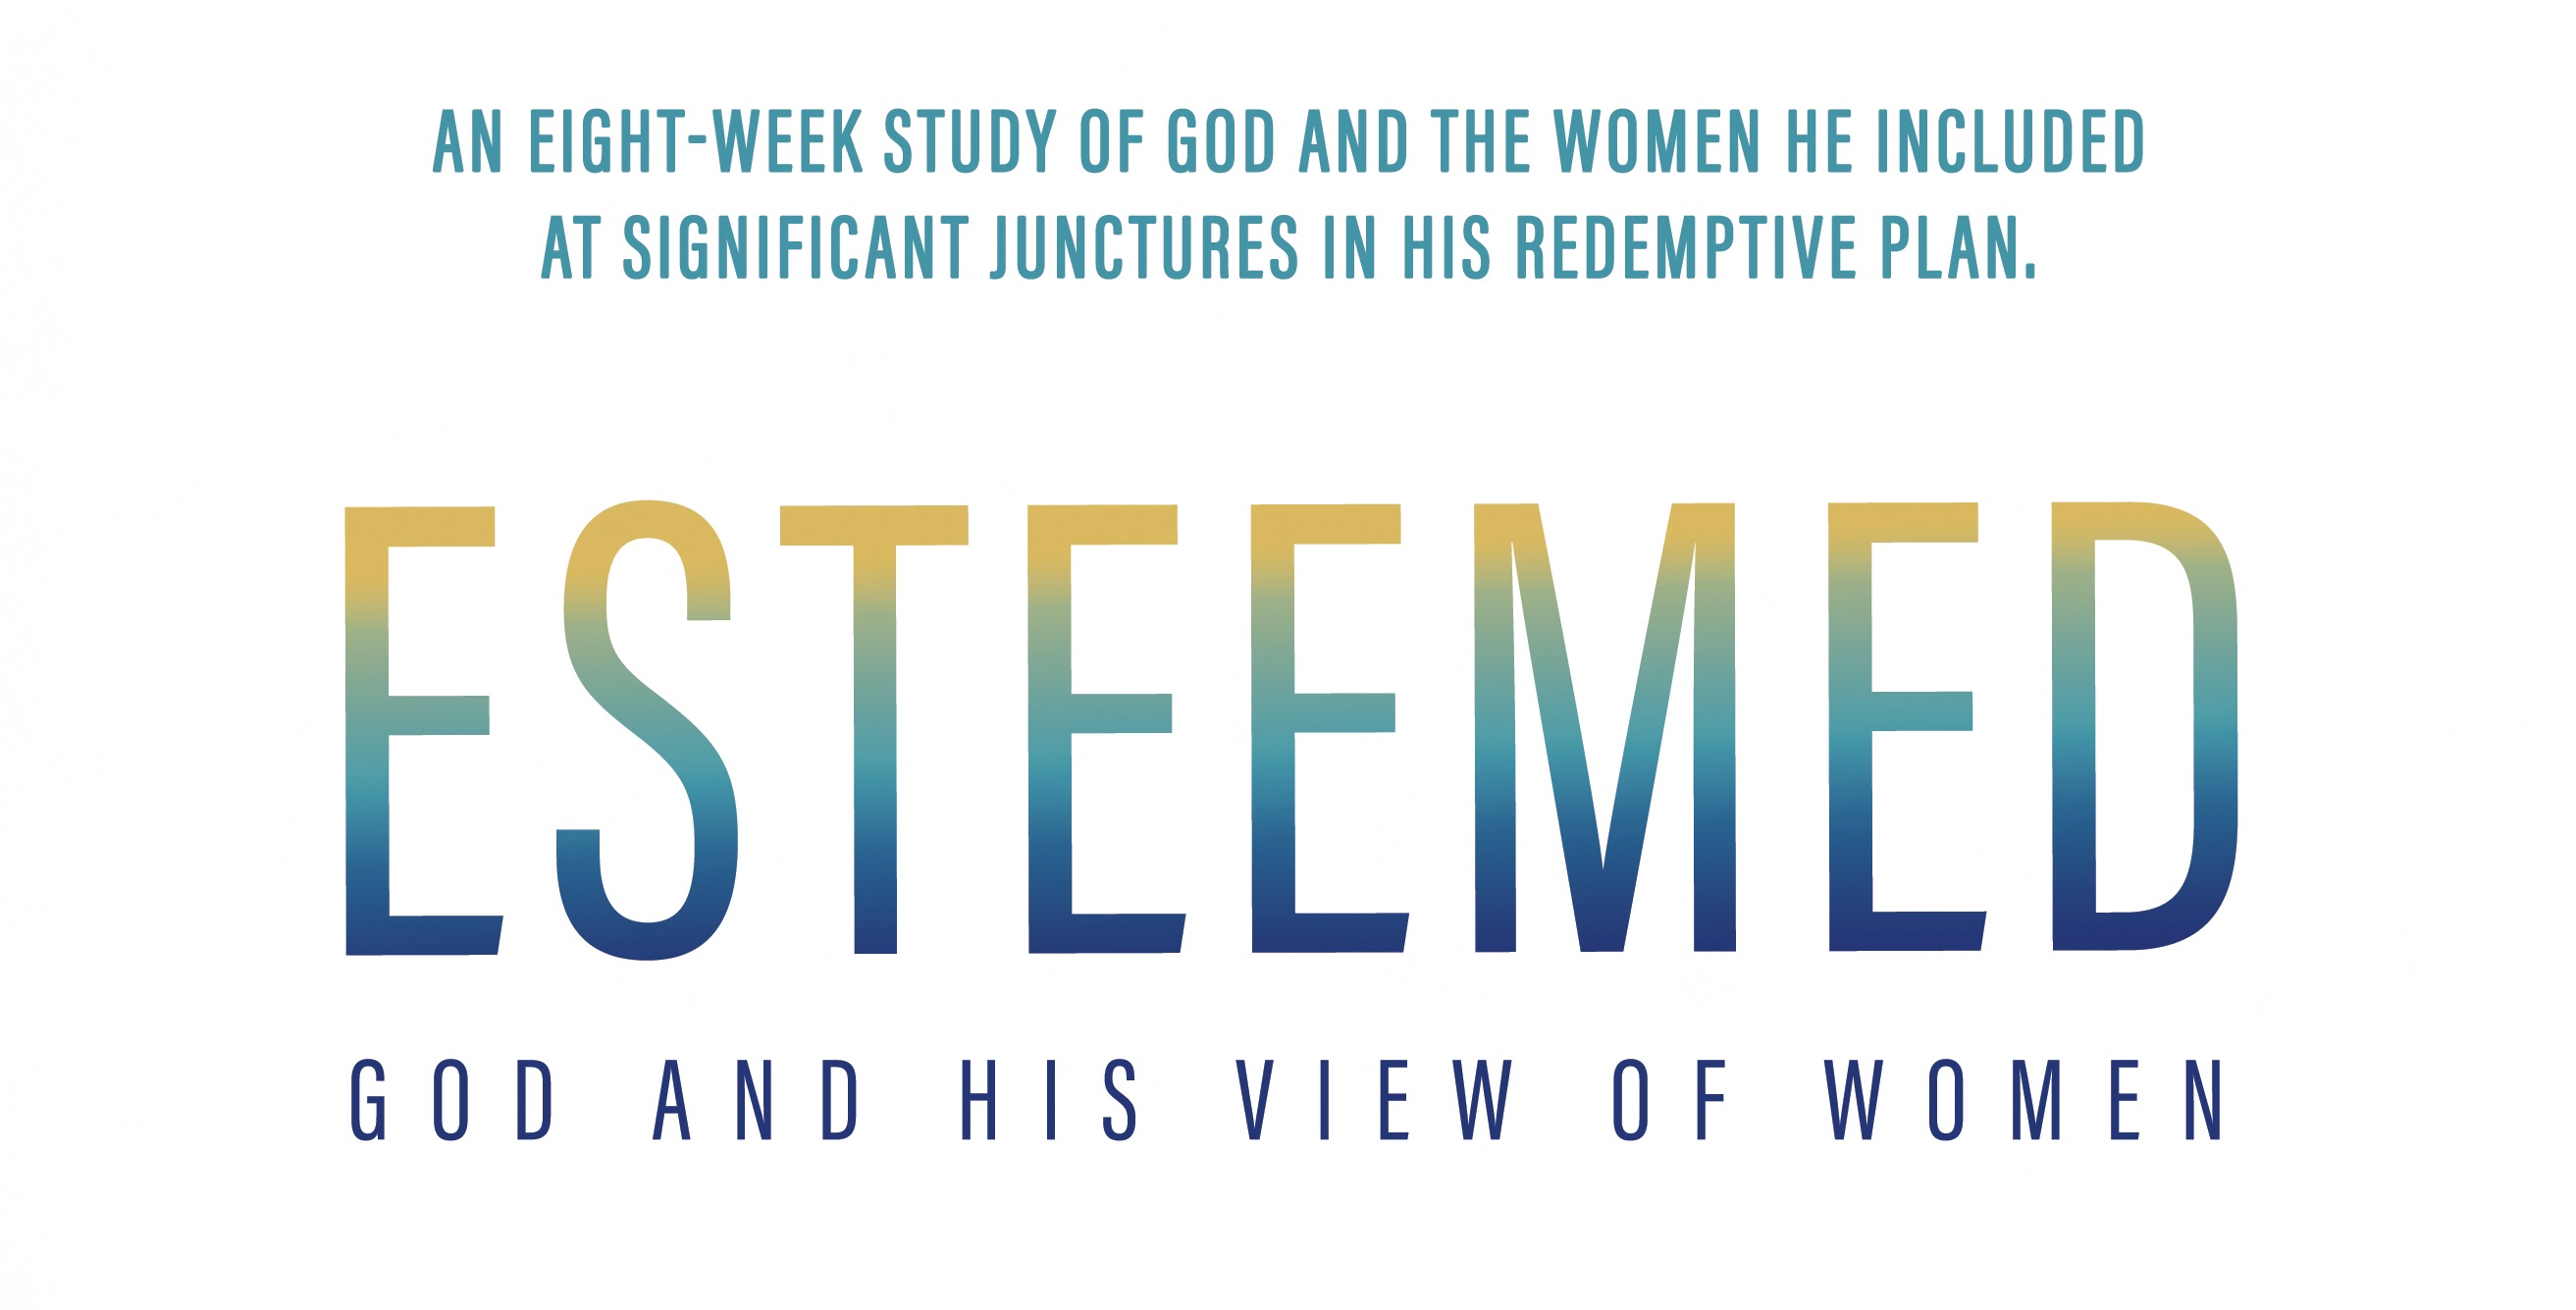 AN EIGHT-WEEK STUDY OF GOD AND THE WOMEN HE INCLUDED
AT SIGNIFICANT JUNCTURES IN HIS REDEMPTIVE PLAN.
ESTEEMED
GOD AND HIS VIEW OF WOMEN